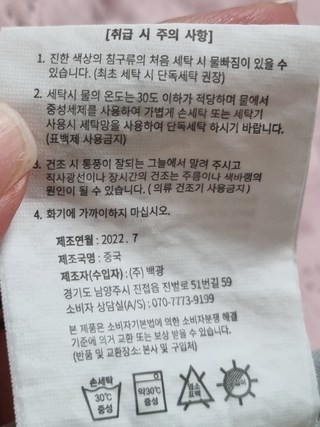 [취급 시 주의 사항]
1. 진한 색상의 침구류의 처음 세탁 시 물빠짐이 있을 수
있습니다. (최초 세탁 시 단독세탁 권장)
2. 세탁시 물의 온도는 30도 이하가 적당하며 물에서
중성세제를 사용하여 가볍게 손세탁 또는 세탁기
사용시 세탁망을 사용하여 단독세탁 하시기 바랍니다.
(표백제 사용금지)
3. 건조 시 통풍이 잘되는 그늘에서 말려 주시고
직사광선이나 장시간의 건조는 주름이나 색바램의
원인이 될 수 있습니다. (의류 건조기 사용금지)
4. 화기에 가까이하지 마십시오.
제조연월 : 2022. 7
제조국명 : 중국
제조자(수입자) : (주) 백광
경기도 남양주시 진접읍 진벌로 51번길 59
소비자 상담실(A/S) : 070-7773-9199
본 제품은 소비자기본법에 의한 소비자분쟁 해결
기준에 의거 교환 또는 보상 받을 수 있습니다.
(반품 및 교환장소: 본사 및 구입처)
손세탁
30℃
중성
약30℃
중성
염소
표백